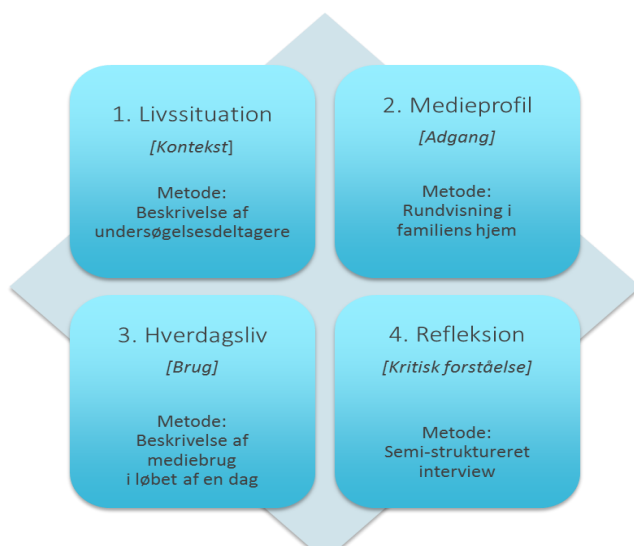 1. Livssituation
[Kontekst]
Metode:
Beskrivelse af
undersøgelsesdeltagere
2. Medieprofil
[Adgang]
Metode:
Rundvisning i
familiens hjem
3. Hverdagsliv
[Brug]
Metode:
Beskrivelse af
mediebrug
i løbet af en dag
4. Refleksion
[Kritisk forståelse]
Metode:
Semi-struktureret
interview